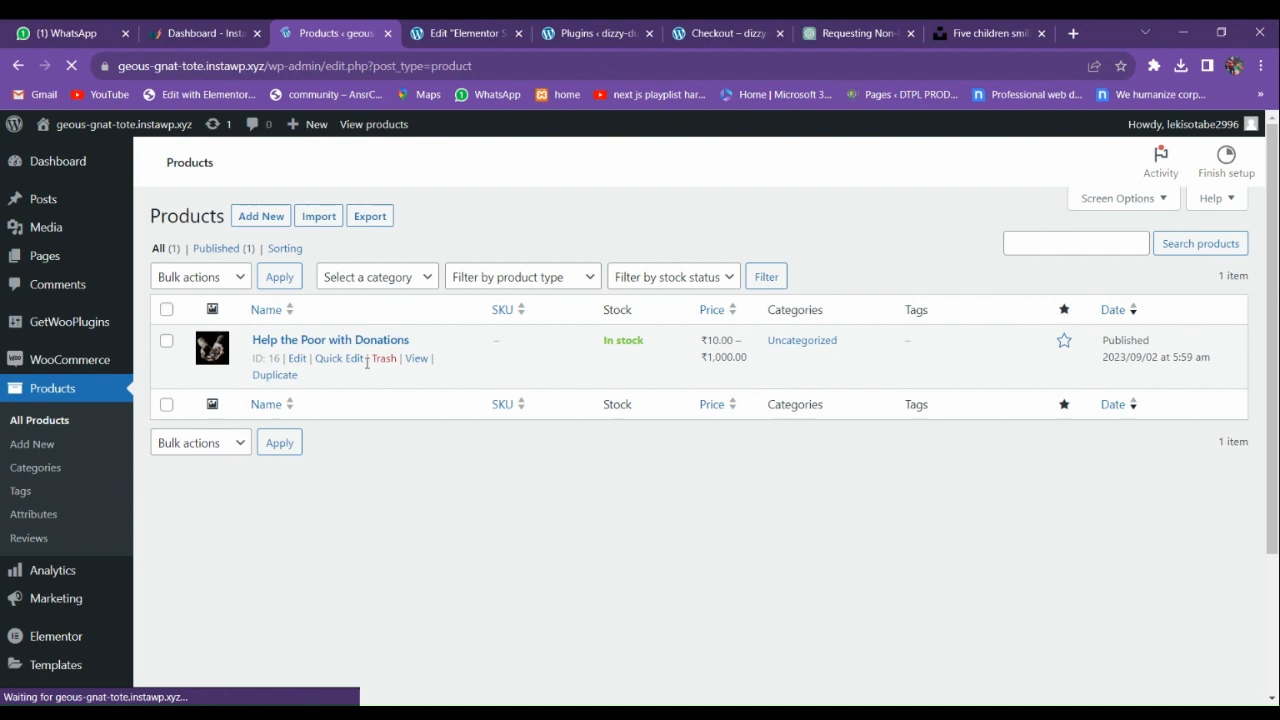 (1) WhatsApp
Dashboard - Insta
Products ‹ geous-
Edit "Elementor S
Plugins ‹ dizzy-du
Checkout – dizzy
Requesting Non-
Five children smil
geous-gnat-tote.instawp.xyz/wp-admin/edit.php?post_type=product
Gmail
YouTube
Edit with Elementor...
community – AnsrC...
Maps
WhatsApp
home
next js playlist har...
Home | Microsoft 3...
Pages ‹ DTPL PROD...
Professional web d...
We humanize corp...
»
geous-gnat-tote.instawp.xyz
1
0
New
View products
Howdy, lekisotabe2996
Dashboard
Posts
Media
Pages
Comments
GetWooPlugins
WooCommerce
Products
All Products
Add New
Categories
Tags
Attributes
Reviews
Analytics
Marketing
Elementor
Templates
Products
Activity
Finish setup
Screen Options
Help
Products
Add New
Import
Export
All (1) | Published (1) | Sorting
Search products
Bulk actions
Apply
Select a category
Filter by product type
Filter by stock status
Filter
1 item
Name
SKU
Stock
Price
Categories
Tags
Date
Help the Poor with Donations
ID: 16 | Edit | Quick Edit | Trash | View |
Duplicate
–
In stock
₹10.00 –
₹1,000.00
Uncategorized
–
Published
2023/09/02 at 5:59 am
Name
SKU
Stock
Price
Categories
Tags
Date
Bulk actions
Apply
1 item
Waiting for geous-gnat-tote.instawp.xyz...